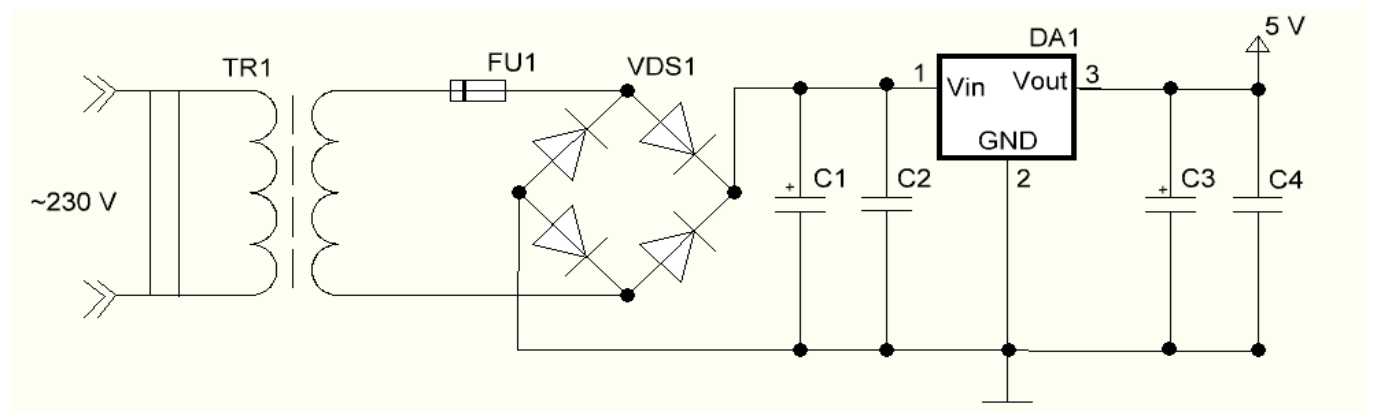 TR1
FU1
VDS1
~230 V
+
C1
C2
DA1
1
Vin
Vout
3
GND
2
5 V
+
C3
C4